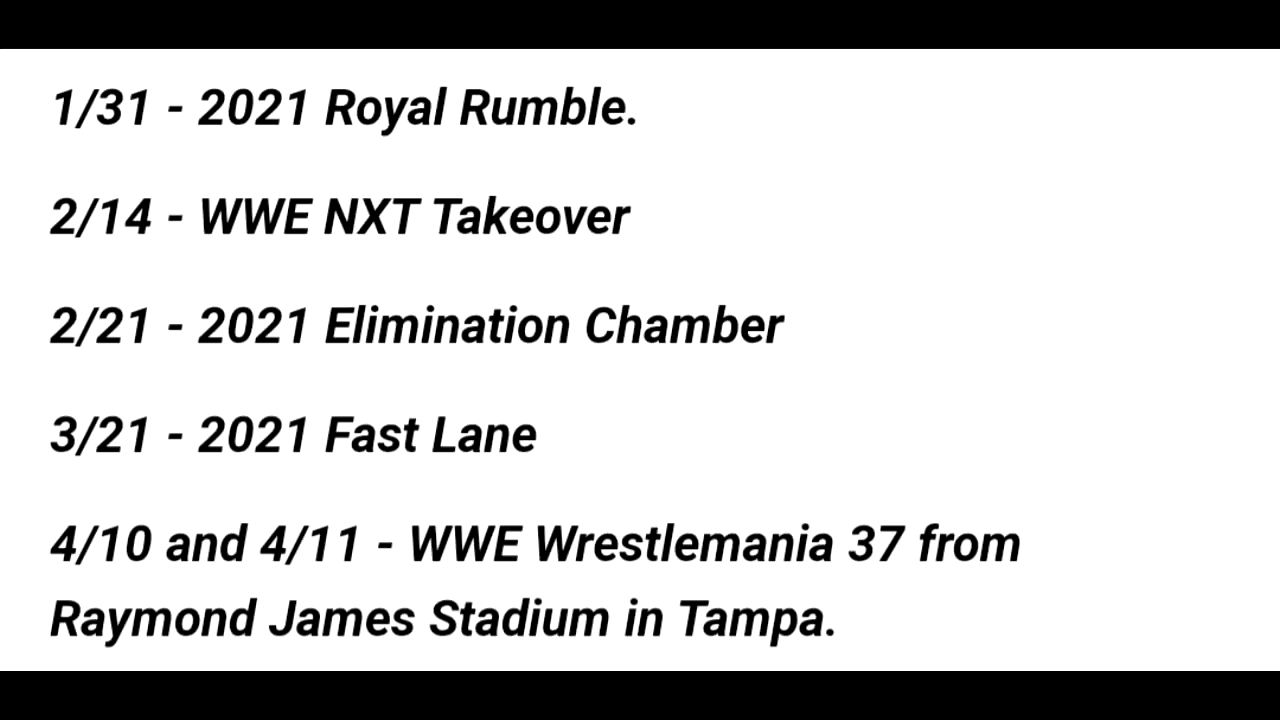 1/31 - 2021 Royal Rumble.
2/14 - WWE NXT Takeover
2/21 - 2021 Elimination Chamber
3/21 - 2021 Fast Lane
4/10 and 4/11 - WWE Wrestlemania 37 from
Raymond James Stadium in Tampa.